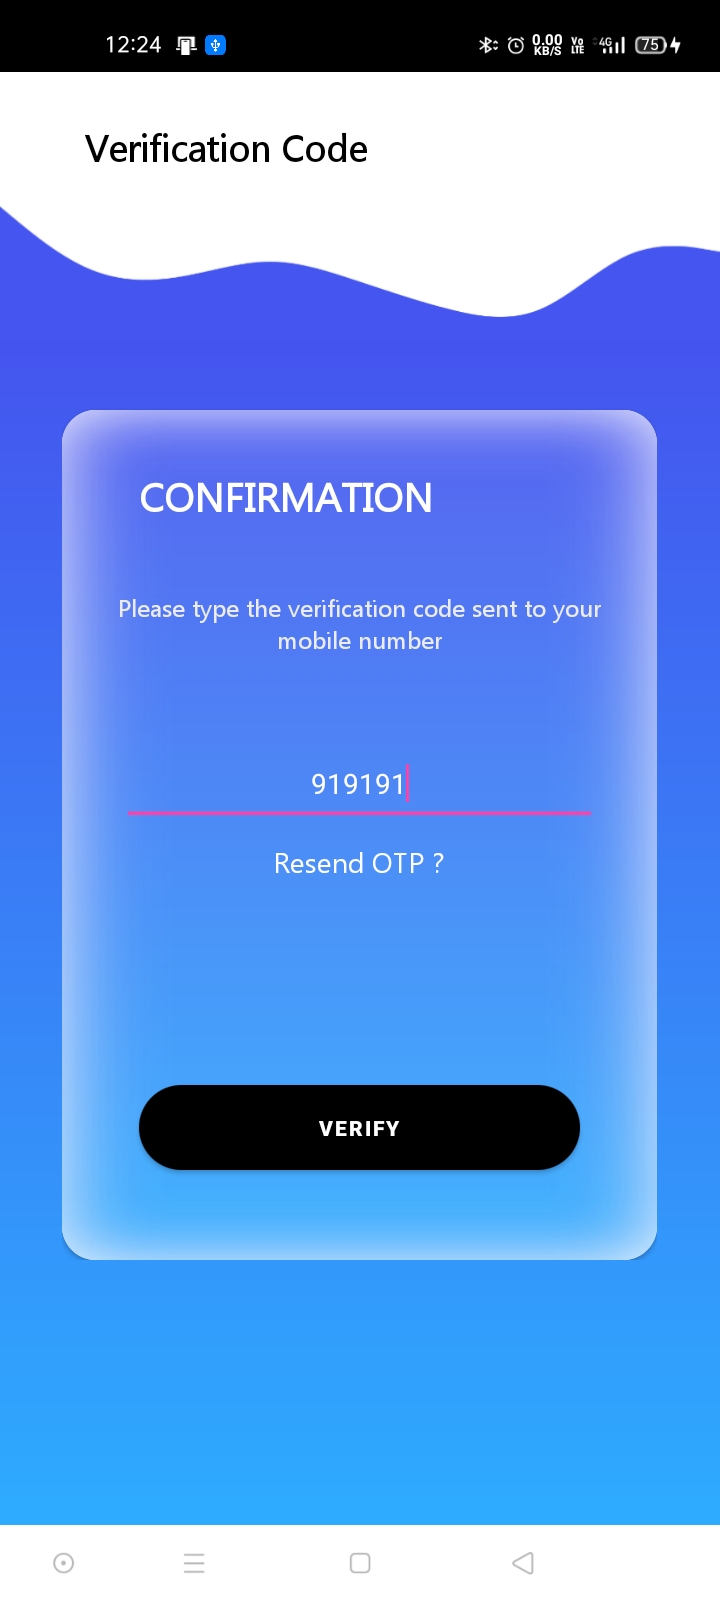 12:24
0.00 KB/S Vo LTE 4G 75
Verification Code
CONFIRMATION
Please type the verification code sent to your
mobile number
919191
Resend OTP ?
VERIFY